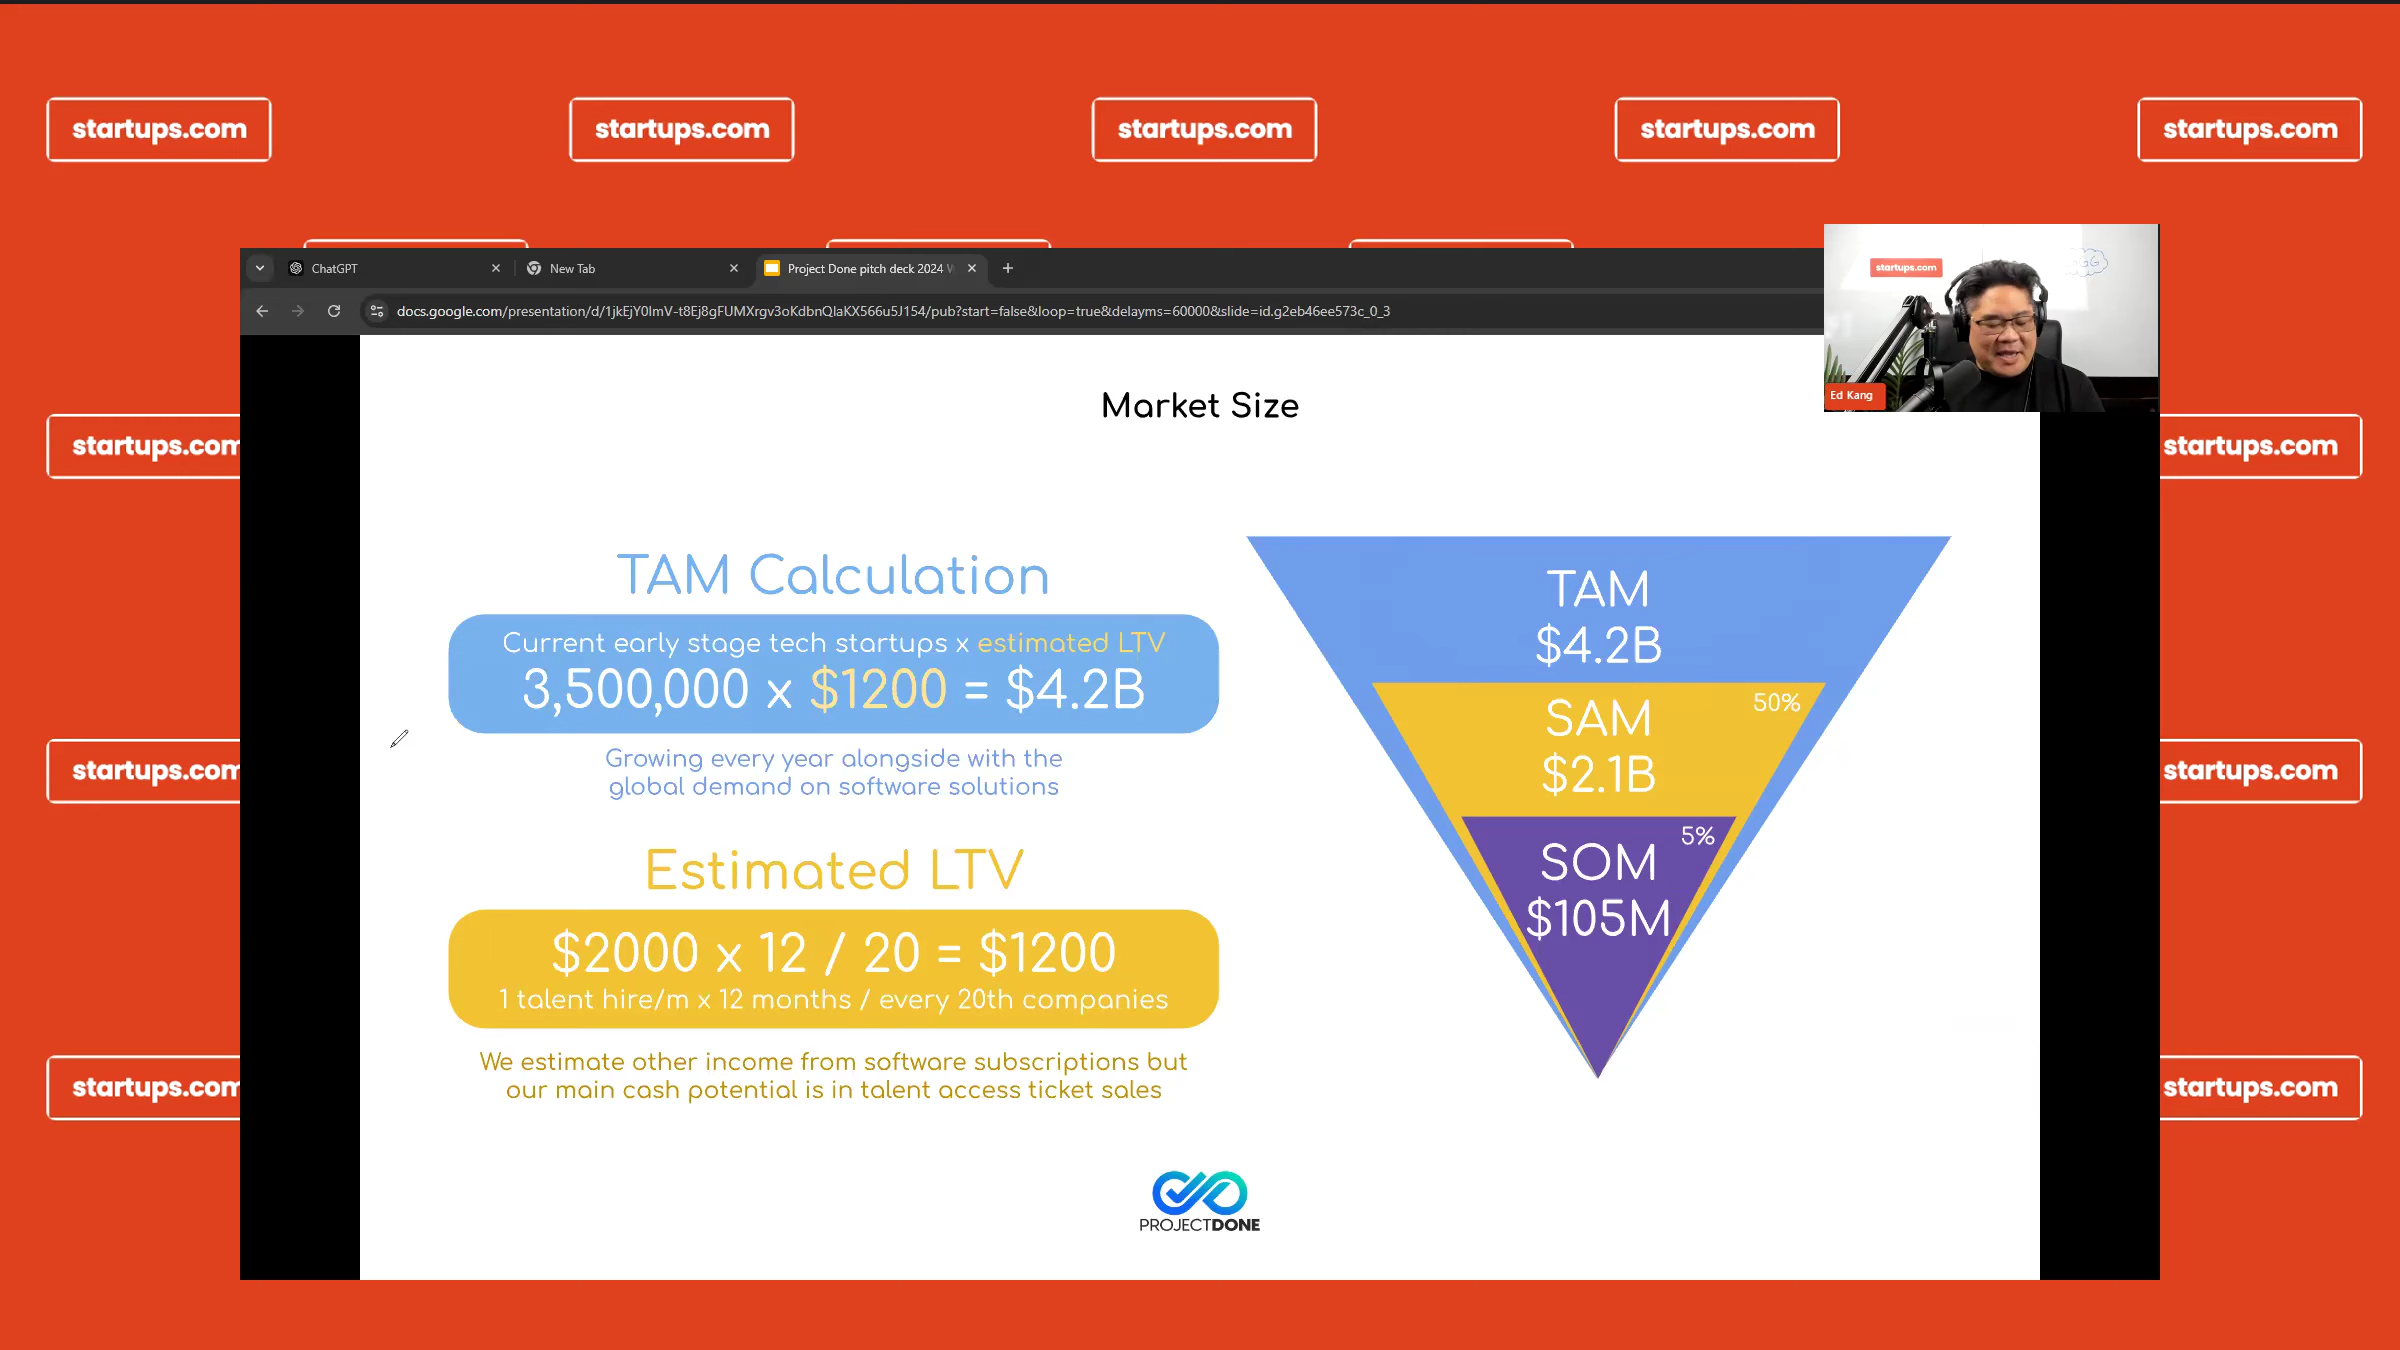 startups.com
startups.com
startups.com
startups.com
startups.com
ChatGPT
New Tab
Project Done pitch deck 2024
docs.google.com/presentation/d/1jkEjY0lmV-t8Ej8gFUMXrgv3oKdbnQlaKX566u5J154/pub?start=false&loop=true&delayms=60000&slide=id.g2eb46ee573c_0_3
startups.com
Ed Kang
Market Size
startups.com
startups.com
TAM Calculation
Current early stage tech startups x estimated LTV
3,500,000 x $1200 = $4.2B
Growing every year alongside with the
global demand on software solutions
Estimated LTV
$2000 x 12 / 20 = $1200
1 talent hire/m x 12 months / every 20th companies
We estimate other income from software subscriptions but
our main cash potential is in talent access ticket sales
TAM
$4.2B
50%
SAM
$2.1B
5%
SOM
$105M
startups.com
startups.com
startups.com
startups.com
PROJECTDONE